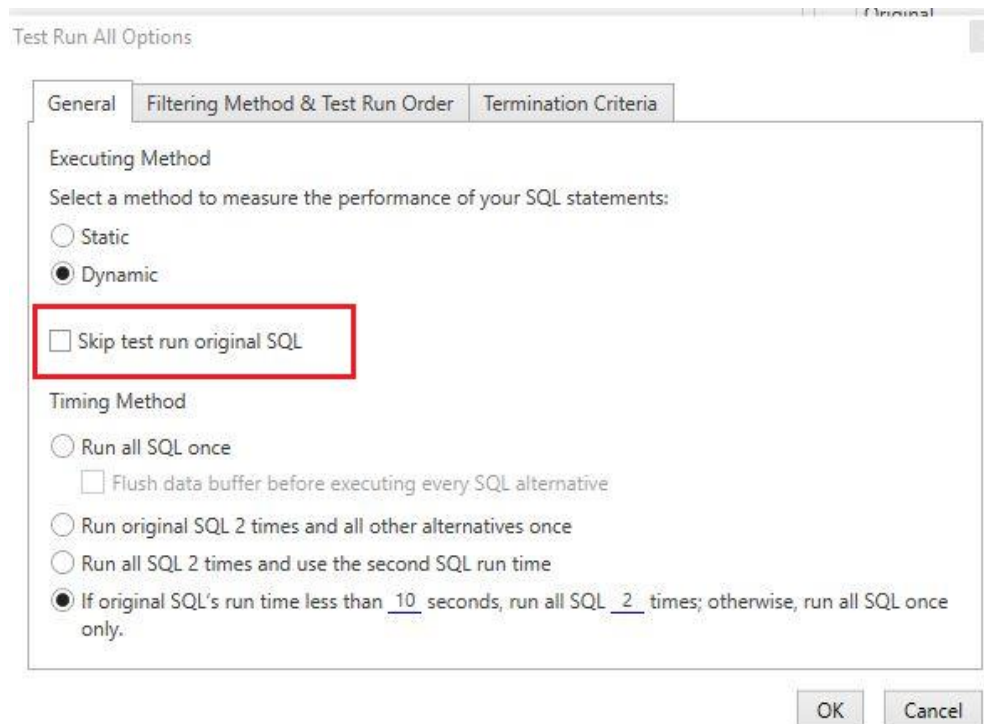 Original
Test Run All Options
General Filtering Method & Test Run Order Termination Criteria
Executing Method
Select a method to measure the performance of your SQL statements:
Static
Dynamic
Skip test run original SQL
Timing Method
Run all SQL once
Flush data buffer before executing every SQL alternative
Run original SQL 2 times and all other alternatives once
Run all SQL 2 times and use the second SQL run time
If original SQL's run time less than 10 seconds, run all SQL 2 times; otherwise, run all SQL once
only.
OK Cancel